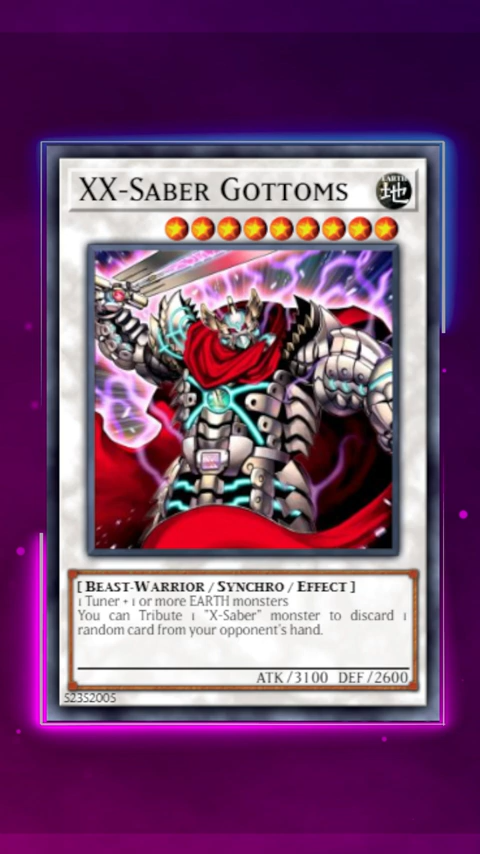 XX-Saber Gottoms
EARTH
地
[ Beast-Warrior / Synchro / Effect ]
1 Tuner + 1 or more EARTH monsters
You can Tribute 1 "X-Saber" monster to discard 1
random card from your opponent's hand.
ATK/3100 DEF/2600
52352005